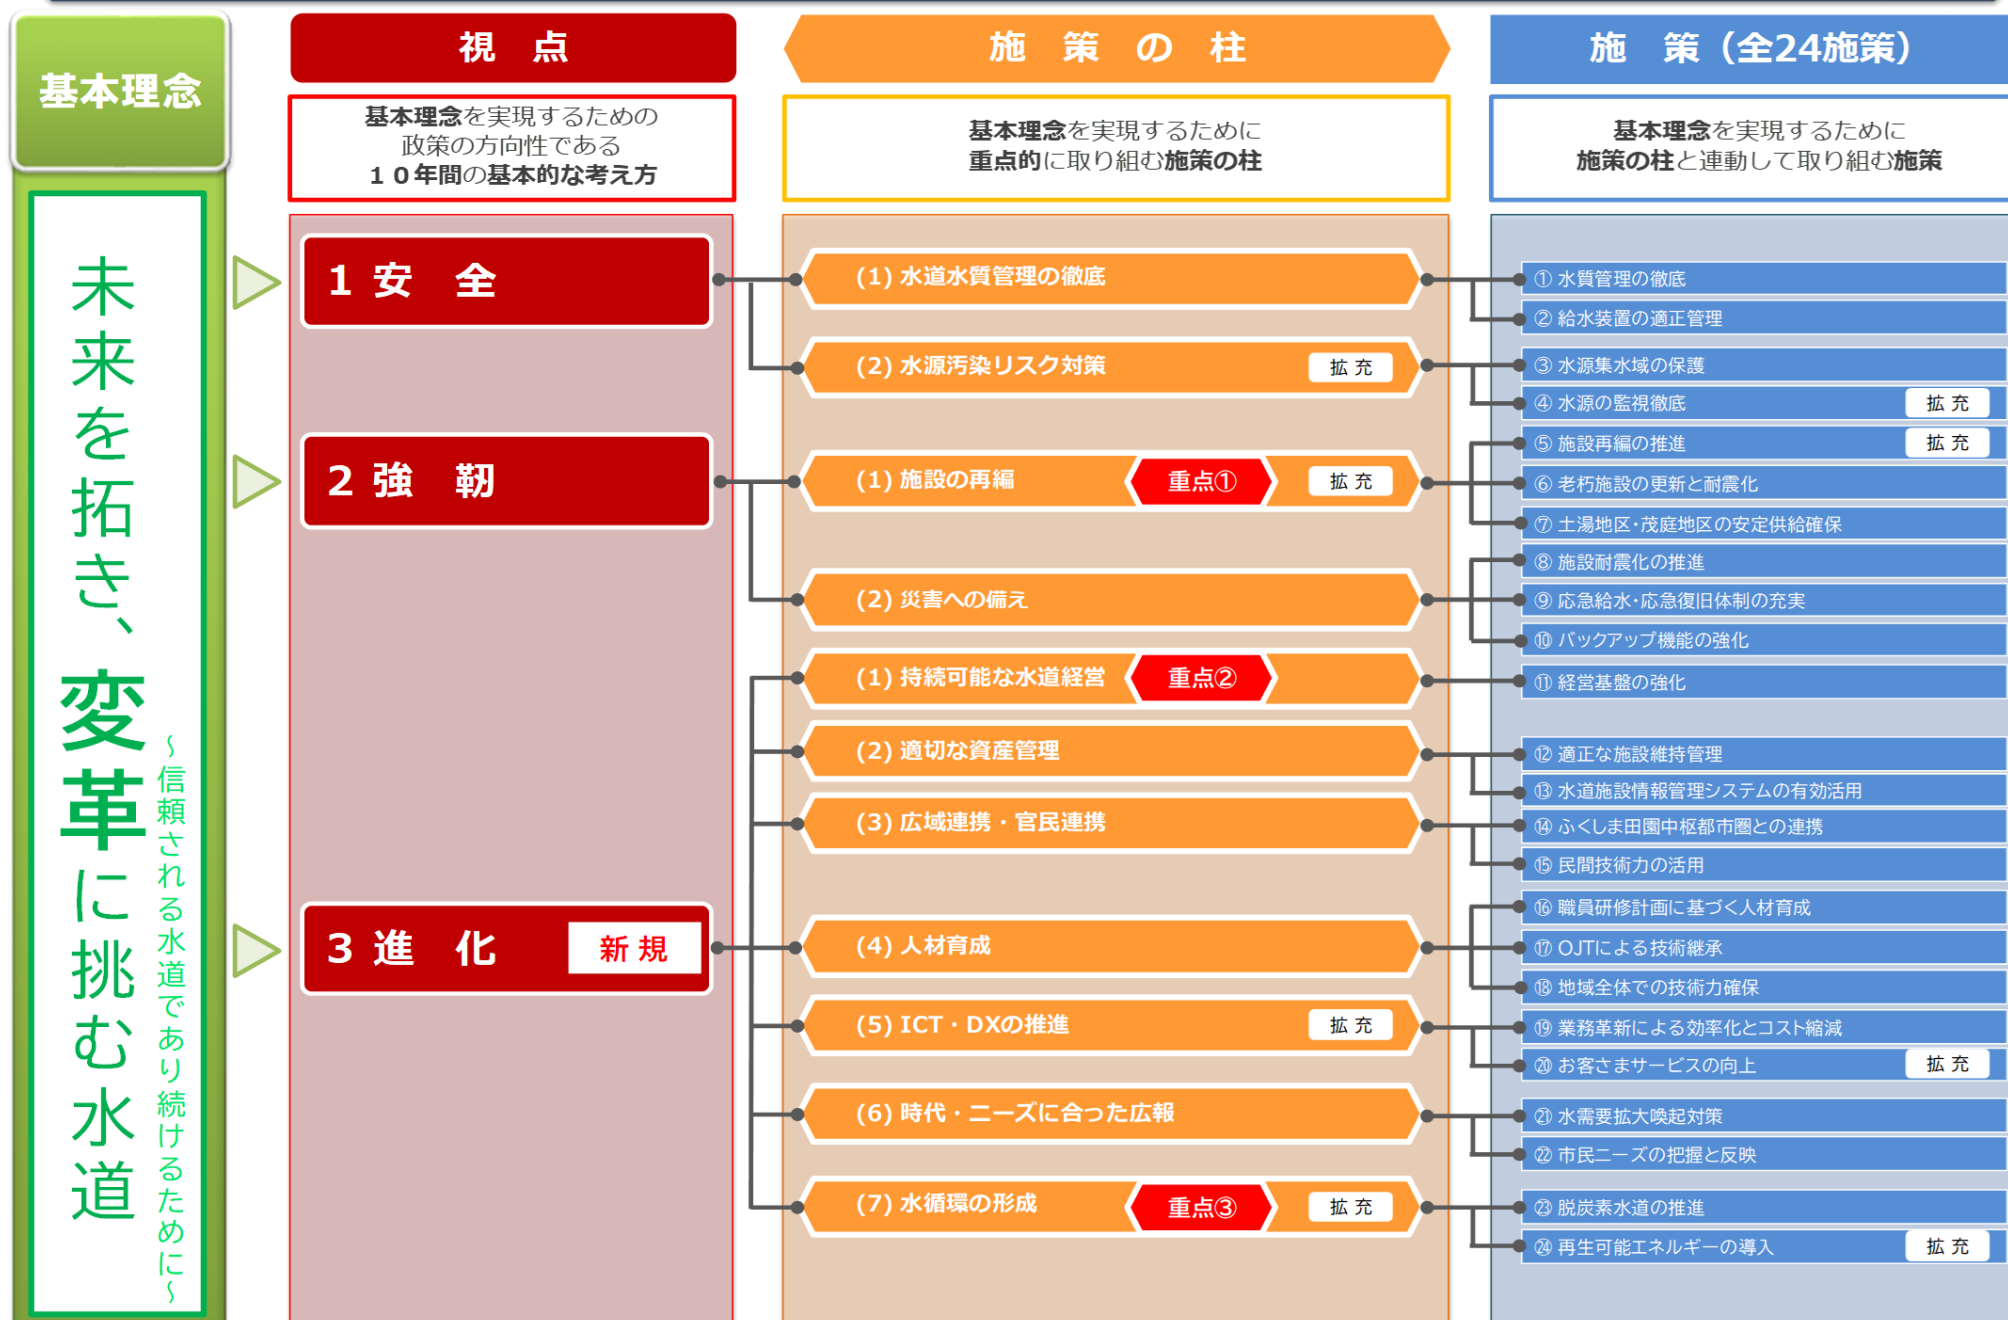 基本理念
未来を拓き、変革に挑む水道
～信頼される水道であり続けるために～
視 点
基本理念を実現するための
政策の方向性である
１０年間の基本的な考え方
1 安 全
2 強 靭
3 進 化 新 規
施 策 の 柱
基本理念を実現するために
重点的に取り組む施策の柱
(1) 水道水質管理の徹底
(2) 水源汚染リスク対策 拡 充
(1) 施設の再編 重点① 拡 充
(2) 災害への備え
(1) 持続可能な水道経営 重点②
(2) 適切な資産管理
(3) 広域連携・官民連携
(4) 人材育成
(5) ICT・DXの推進 拡 充
(6) 時代・ニーズに合った広報
(7) 水循環の形成 重点③ 拡 充
施 策（全24施策）
基本理念を実現するために
施策の柱と連動して取り組む施策
① 水質管理の徹底
② 給水装置の適正管理
③ 水源集水域の保護
④ 水源の監視徹底 拡 充
⑤ 施設再編の推進 拡 充
⑥ 老朽施設の更新と耐震化
⑦ 土湯地区・茂庭地区の安定供給確保
⑧ 施設耐震化の推進
⑨ 応急給水・応急復旧体制の充実
⑩ バックアップ機能の強化
⑪ 経営基盤の強化
⑫ 適正な施設維持管理
⑬ 水道施設情報管理システムの有効活用
⑭ ふくしま田園中枢都市圏との連携
⑮ 民間技術力の活用
⑯ 職員研修計画に基づく人材育成
⑰ OJTによる技術継承
⑱ 地域全体での技術力確保
⑲ 業務革新による効率化とコスト縮減
⑳ お客さまサービスの向上 拡 充
㉑ 水需要拡大喚起対策
㉒ 市民ニーズの把握と反映
㉓ 脱炭素水道の推進
㉔ 再生可能エネルギーの導入 拡 充